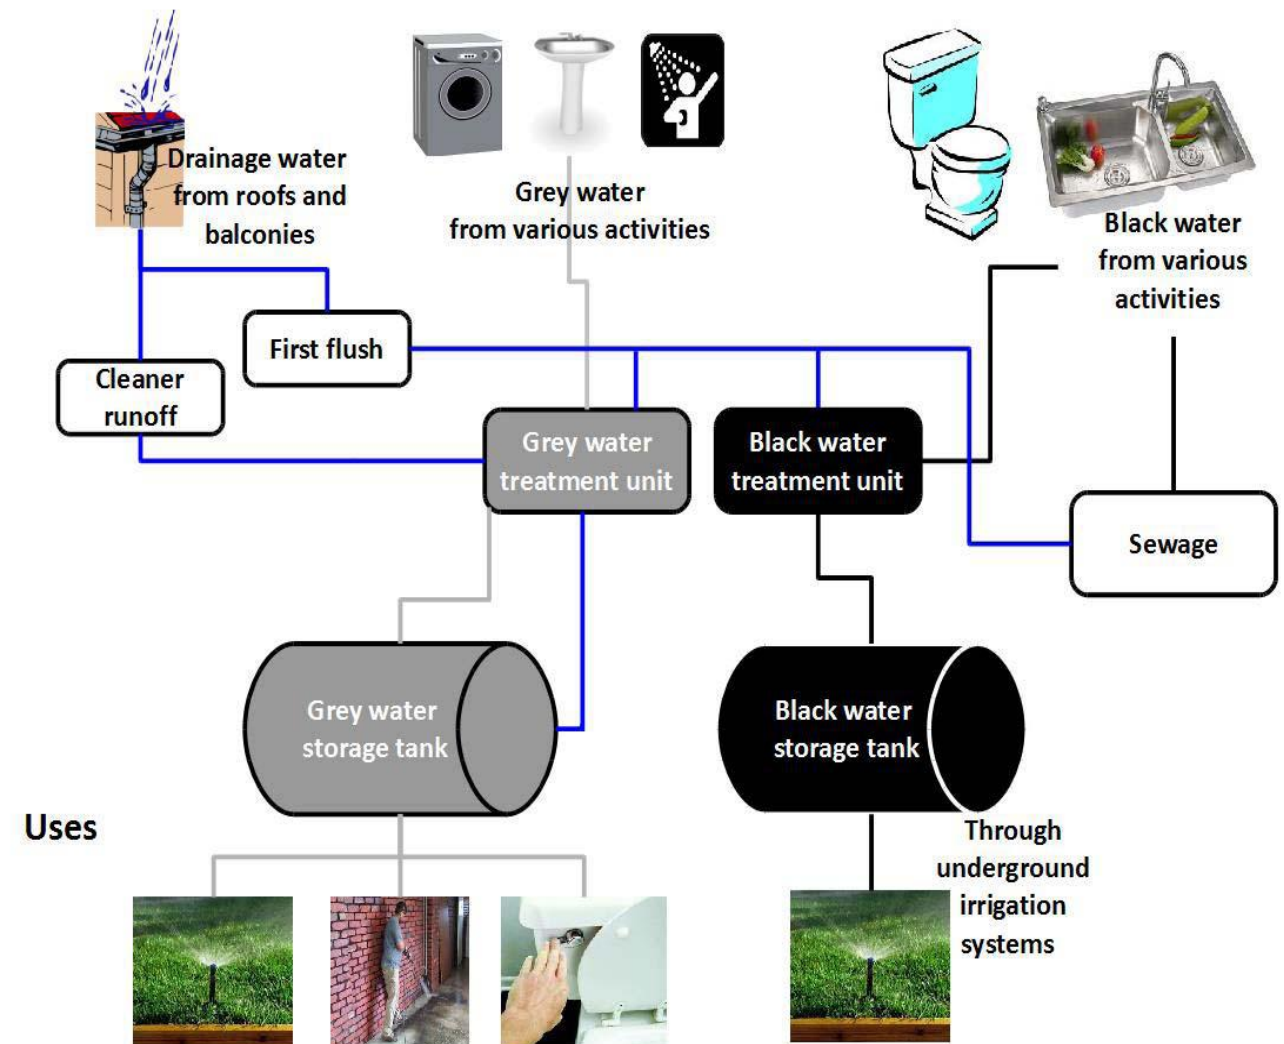 Drainage water
from roofs and
balconies
Grey water
from various activities
Black water
from various
activities
First flush
Cleaner
runoff
Grey water
treatment unit
Black water
treatment unit
Sewage
Grey water
storage tank
Black water
storage tank
Uses
Through
underground
irrigation
systems